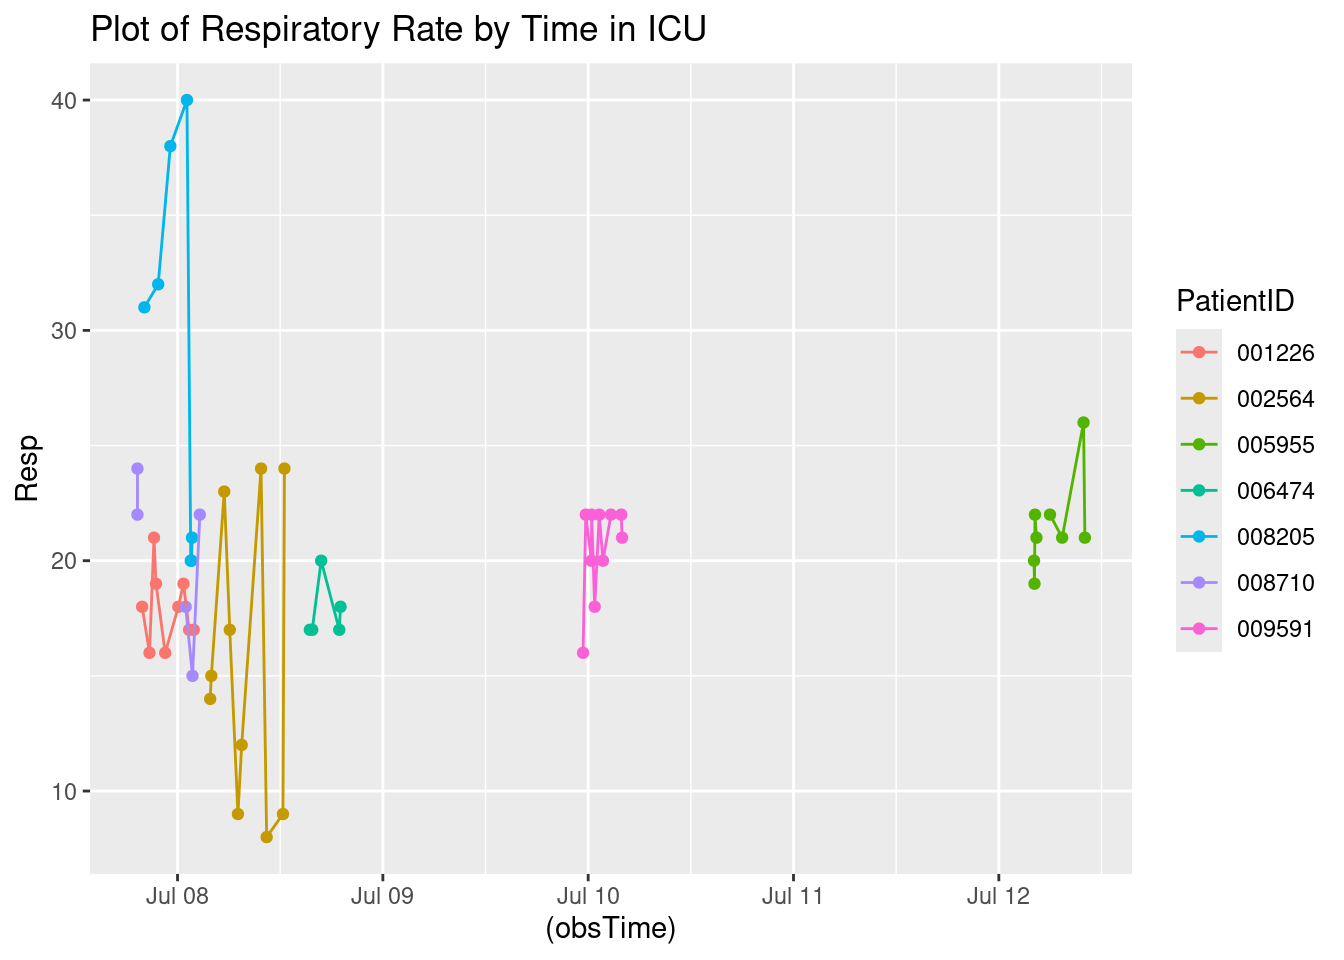 Plot of Respiratory Rate by Time in ICU
40
30
20
10
Resp
Jul 08
Jul 09
Jul 10
Jul 11
Jul 12
(obsTime)
PatientID
001226
002564
005955
006474
008205
008710
009591